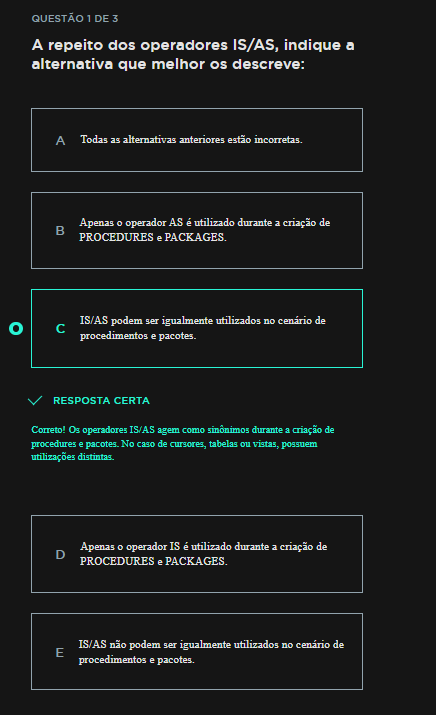 QUESTÃO 1 DE 3
A repeito dos operadores IS/AS, indique a
alternativa que melhor os descreve:
A
Todas as alternativas anteriores estão incorretas.
B
Apenas o operador AS é utilizado durante a criação de
PROCEDURES e PACKAGES.
C
IS/AS podem ser igualmente utilizados no cenário de
procedimentos e pacotes.
RESPOSTA CERTA
Correto! Os operadores IS/AS agem como sinônimos durante a criação de
procedures e pacotes. No caso de cursores, tabelas ou vistas, possuem
utilizações distintas.
D
Apenas o operador IS é utilizado durante a criação de
PROCEDURES e PACKAGES.
E
IS/AS não podem ser igualmente utilizados no cenário de
procedimentos e pacotes.